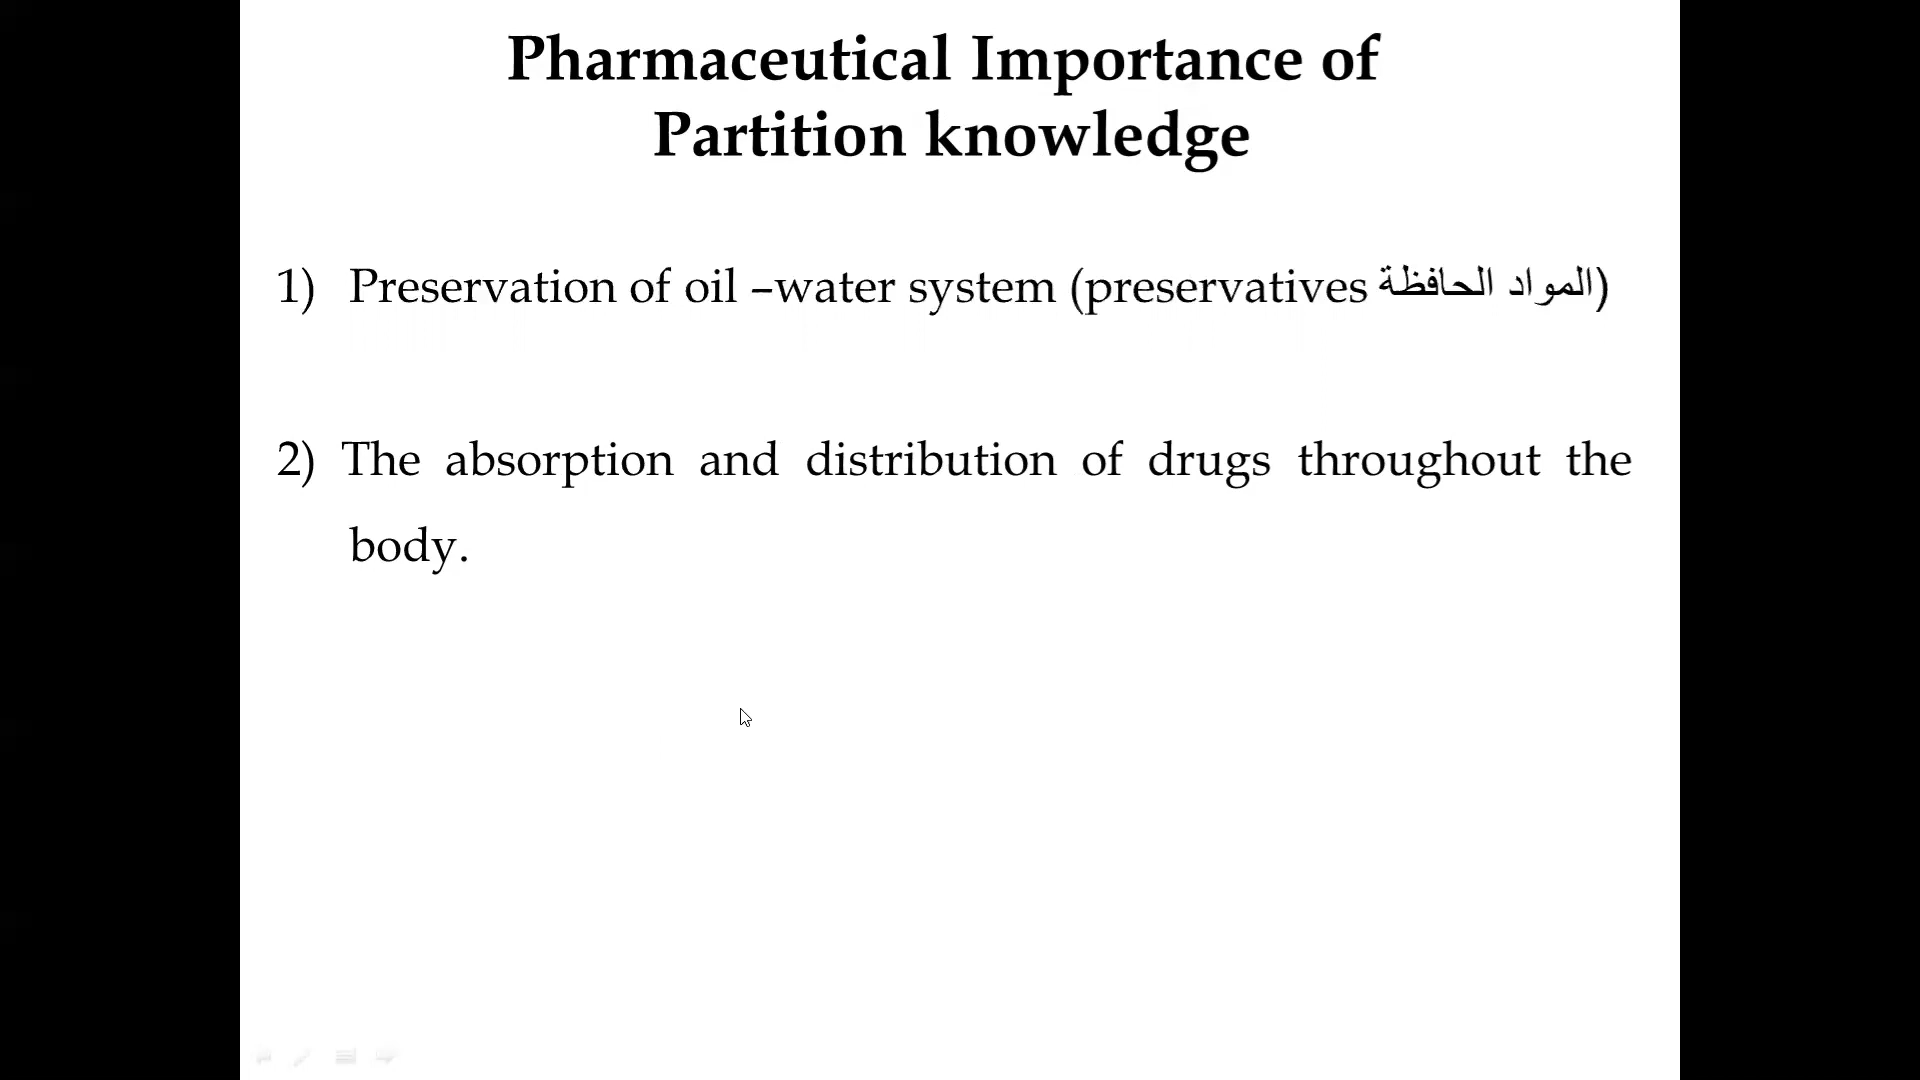 Pharmaceutical Importance of
Partition knowledge
1) Preservation of oil –water system (preservatives المواد الحافظة)
2) The absorption and distribution of drugs throughout the
body.